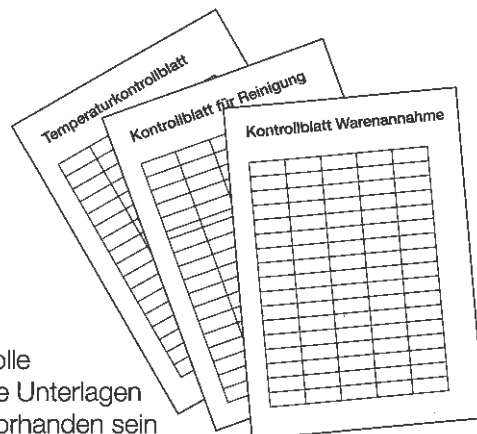 Temperaturkontrollblatt
Kontrollblatt für Reinigung
Kontrollblatt Warenannahme
olle
e Unterlagen
orhanden sein